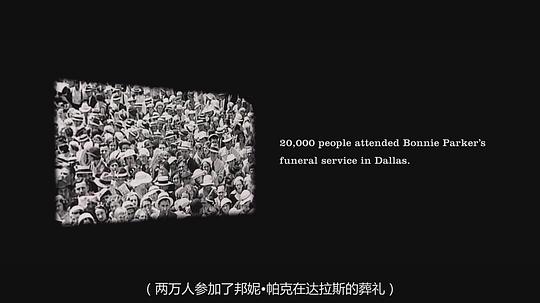 20,000 people attended Bonnie Parker's
funeral service in Dallas.
（两万人参加了邦妮•帕克在达拉斯的葬礼）